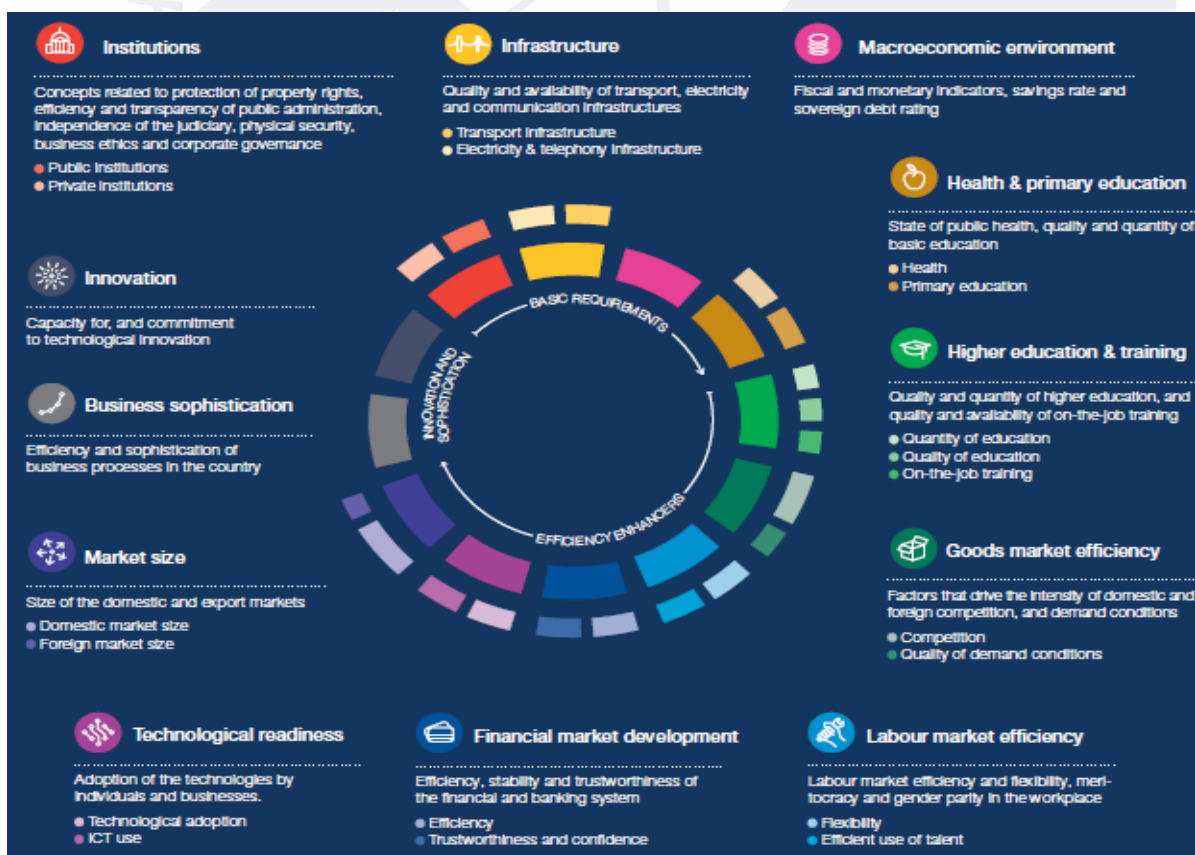 Institutions
Concepts related to protection of property rights,
efficiency and transparency of public administration,
independence of the judiciary, physical security,
business ethics and corporate governance
Public institutions
Private institutions
Infrastructure
Quality and availability of transport, electricity
and communication infrastructures
Transport infrastructure
Electricity & telephony infrastructure
Macroeconomic environment
Fiscal and monetary indicators, savings rate and
sovereign debt rating
Health & primary education
State of public health, quality and quantity of
basic education
Health
Primary education
Higher education & training
Quality and quantity of higher education, and
quality and availability of on-the-job training
Quantity of education
Quality of education
On-the-job training
Goods market efficiency
Factors that drive the intensity of domestic and
foreign competition, and demand conditions
Competition
Quality of demand conditions
Labour market efficiency
Labour market efficiency and flexibility, meri-
tocracy and gender parity in the workplace
Flexibility
Efficient use of talent
Financial market development
Efficiency, stability and trustworthiness of
the financial and banking system
Efficiency
Trustworthiness and confidence
Technological readiness
Adoption of the technologies by
individuals and businesses.
Technological adoption
ICT use
Market size
Size of the domestic and export markets
Domestic market size
Foreign market size
Business sophistication
Efficiency and sophistication of
business processes in the country
Innovation
Capacity for, and commitment
to technological innovation
BASIC REQUIREMENTS
EFFICIENCY ENHANCERS
INNOVATION AND
SOPHISTICATION